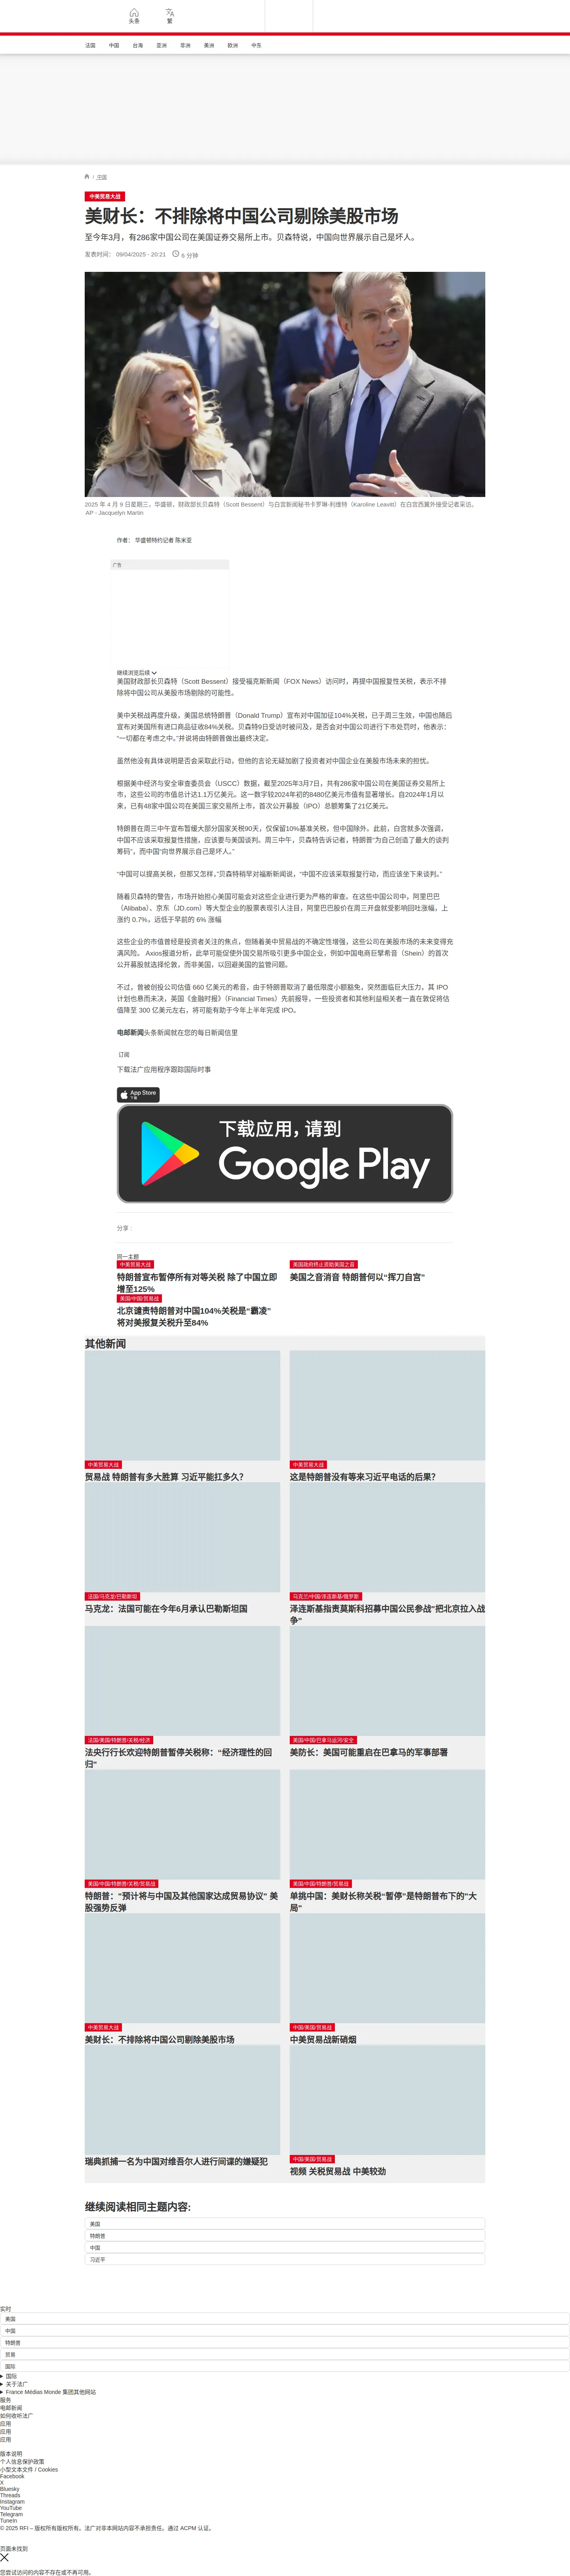 头条
繁
法国
中国
台海
亚洲
非洲
美洲
欧洲
中东
/ 中国
中美贸易大战
美财长：不排除将中国公司剔除美股市场
至今年3月，有286家中国公司在美国证券交易所上市。贝森特说，中国向世界展示自己是坏人。
发表时间： 09/04/2025 - 20:21
6 分钟
2025 年 4 月 9 日星期三，华盛顿，财政部长贝森特（Scott Bessent）与白宫新闻秘书卡罗琳-利维特（Karoline Leavitt）在白宫西翼外接受记者采访。
AP - Jacquelyn Martin
作者： 华盛顿特约记者 陈米亚
广告
继续浏览后续
美国财政部长贝森特（Scott Bessent）接受福克斯新闻（FOX News）访问时，再提中国报复性关税，表示不排
除将中国公司从美股市场剔除的可能性。
美中关税战再度升级，美国总统特朗普（Donald Trump）宣布对中国加征104%关税，已于周三生效，中国也随后
宣布对美国所有进口商品征收84%关税。贝森特9日受访时被问及，是否会对中国公司进行下市处罚时，他表示:
“一切都在考虑之中。”并说将由特朗普做出最终决定。
虽然他没有具体说明是否会采取此行动，但他的言论无疑加剧了投资者对中国企业在美股市场未来的担忧。
根据美中经济与安全审查委员会（USCC）数据，截至2025年3月7日，共有286家中国公司在美国证券交易所上
市，这些公司的市值总计达1.1万亿美元。这一数字较2024年初的8480亿美元市值有显著增长。自2024年1月以
来，已有48家中国公司在美国三家交易所上市，首次公开募股（IPO）总额筹集了21亿美元。
特朗普在周三中午宣布暂缓大部分国家关税90天，仅保留10%基准关税，但中国除外。此前，白宫就多次强调，
中国不应该采取报复性措施，应该要与美国谈判。周三中午，贝森特告诉记者，特朗普“为自己创造了最大的谈判
筹码”，而中国“向世界展示自己是坏人。”
“中国可以提高关税，但那又怎样。”贝森特稍早对福斯新闻说，“中国不应该采取报复行动，而应该坐下来谈判。”
随着贝森特的警告，市场开始担心美国可能会对这些企业进行更为严格的审查。在这些中国公司中，阿里巴巴
（Alibaba）、京东（JD.com）等大型企业的股票表现引人注目，阿里巴巴股价在周三开盘就受影响回吐涨幅，上
涨约 0.7%，远低于早前的 6% 涨幅
这些企业的市值曾经是投资者关注的焦点，但随着美中贸易战的不确定性增强，这些公司在美股市场的未来变得充
满风险。 Axios报道分析，此举可能促使外国交易所吸引更多中国企业，例如中国电商巨擘希音（Shein）的首次
公开募股就选择伦敦，而非美国，以回避美国的监管问题。
不过，曾被创投公司估值 660 亿美元的希音，由于特朗普取消了最低限度小额豁免，突然面临巨大压力，其 IPO
计划也悬而未决，英国《金融时报》（Financial Times）先前报导，一些投资者和其他利益相关者一直在敦促将估
值降至 300 亿美元左右，将可能有助于今年上半年完成 IPO。
电邮新闻头条新闻就在您的每日新闻信里
订阅
下载法广应用程序跟踪国际时事
App Store
下载
下载应用，请到
Google Play
分享 :
同一主题
中美贸易大战
特朗普宣布暂停所有对等关税 除了中国立即
增至125%
美国政府终止资助美国之音
美国之音消音 特朗普何以“挥刀自宫”
美国/中国/贸易战
北京谴责特朗普对中国104%关税是“霸凌”
将对美报复关税升至84%
其他新闻
中美贸易大战
贸易战 特朗普有多大胜算 习近平能扛多久?
中美贸易大战
这是特朗普没有等来习近平电话的后果?
法国/马克龙/巴勒斯坦
马克龙：法国可能在今年6月承认巴勒斯坦国
乌克兰/中国/泽连斯基/俄罗斯
泽连斯基指责莫斯科招募中国公民参战"把北京拉入战
争"
法国/美国/特朗普/关税/经济
法央行行长欢迎特朗普暂停关税称：“经济理性的回
归”
美国/中国/巴拿马运河/安全
美防长：美国可能重启在巴拿马的军事部署
美国/中国/特朗普/关税/贸易战
特朗普："预计将与中国及其他国家达成贸易协议" 美
股强势反弹
美国/中国/特朗普/贸易战
单挑中国：美财长称关税“暂停”是特朗普布下的"大
局"
中美贸易大战
美财长：不排除将中国公司剔除美股市场
中国/美国/贸易战
中美贸易战新硝烟
瑞典抓捕一名为中国对维吾尔人进行间谍的嫌疑犯
中国/美国/贸易战
视频 关税贸易战 中美较劲
继续阅读相同主题内容:
美国
特朗普
中国
习近平
实时
美国
中国
特朗普
贸易
国际
国际
关于法广
France Médias Monde 集团其他网站
服务
电邮新闻
如何收听法广
应用
应用
应用
版本说明
个人信息保护政策
小型文本文件 / Cookies
Facebook
X
Bluesky
Threads
Instagram
YouTube
Telegram
TuneIn
© 2025 RFI – 版权所有版权所有。法广对非本网站内容不承担责任。通过 ACPM 认证。
页面未找到
您尝试访问的内容不存在或不再可用。